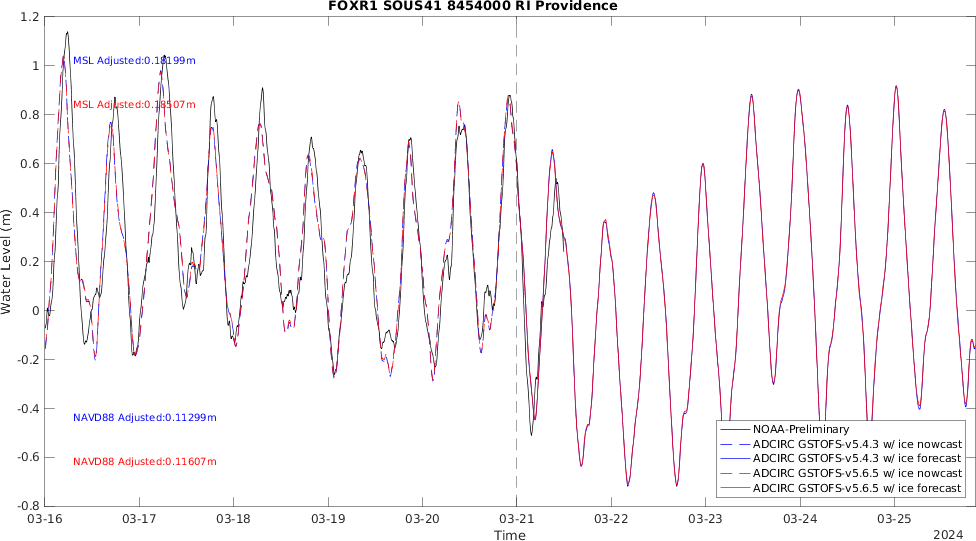 FOXR1 SOUS41 8454000 RI Providence
1.2
1
0.8
0.6
0.4
0.2
0
-0.2
-0.4
-0.6
-0.8
Water Level (m)
MSL Adjusted:0.18199m
MSL Adjusted:0.18507m
NAVD88 Adjusted:0.11299m
NAVD88 Adjusted:0.11607m
NOAA-Preliminary
ADCIRC GSTOFS-v5.4.3 w/ ice nowcast
ADCIRC GSTOFS-v5.4.3 w/ ice forecast
ADCIRC GSTOFS-v5.6.5 w/ ice nowcast
ADCIRC GSTOFS-v5.6.5 w/ ice forecast
03-16 03-17 03-18 03-19 03-20 03-21 03-22 03-23 03-24 03-25
Time
2024